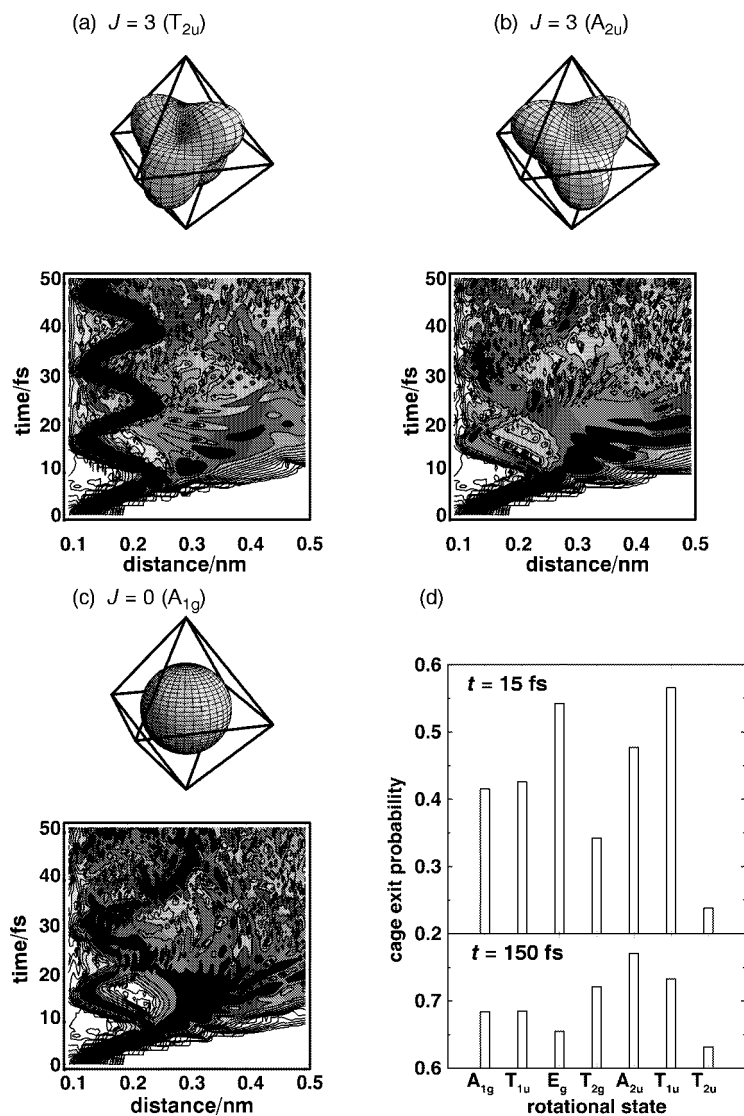 (a) J = 3 (T2u)
(b) J = 3 (A2u)
50
40
30
20
10
0
time/fs
0.1 0.2 0.3 0.4 0.5
distance/nm
50
40
30
20
10
0
time/fs
0.1 0.2 0.3 0.4 0.5
distance/nm
(c) J = 0 (A1g)
(d)
50
40
30
20
10
0
time/fs
0.1 0.2 0.3 0.4 0.5
distance/nm
0.6
t = 15 fs
0.5
0.4
0.3
0.2
cage exit probability
t = 150 fs
0.7
0.6
A1g T1u Eg T2g A2u T1u T2u
rotational state